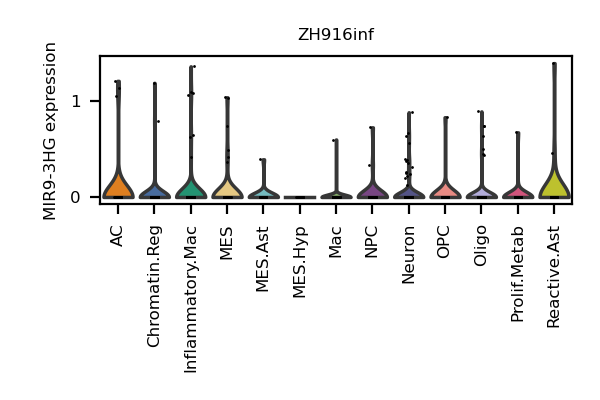 ZH916inf
MIR9-3HG expression
1
0
AC
Chromatin.Reg
Inflammatory.Mac
MES
MES.Ast
MES.Hyp
Mac
NPC
Neuron
OPC
Oligo
Prolif.Metab
Reactive.Ast